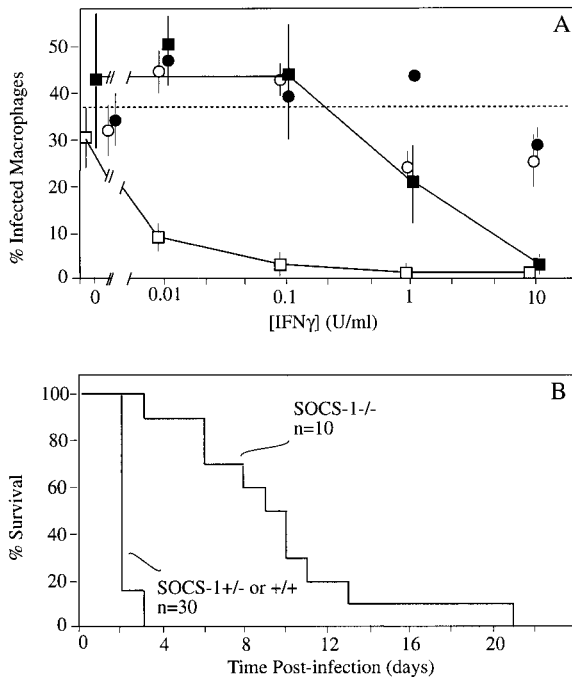 A
% Infected Macrophages
50
40
30
20
10
0
0 0.01 0.1 1 10
[IFNγ] (U/ml)
B
% Survival
100
80
60
40
20
0
SOCS-1-/-
n=10
SOCS-1+/- or +/+
n=30
0 4 8 12 16 20
Time Post-infection (days)